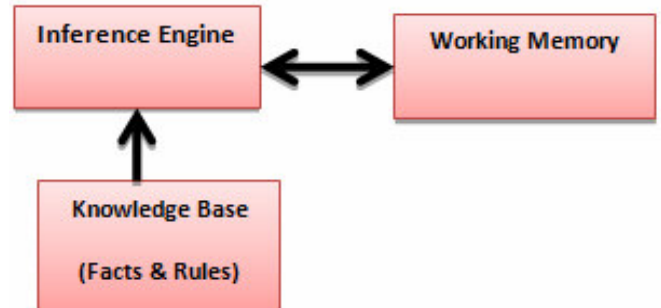 Inference Engine
Working Memory
Knowledge Base
(Facts & Rules)